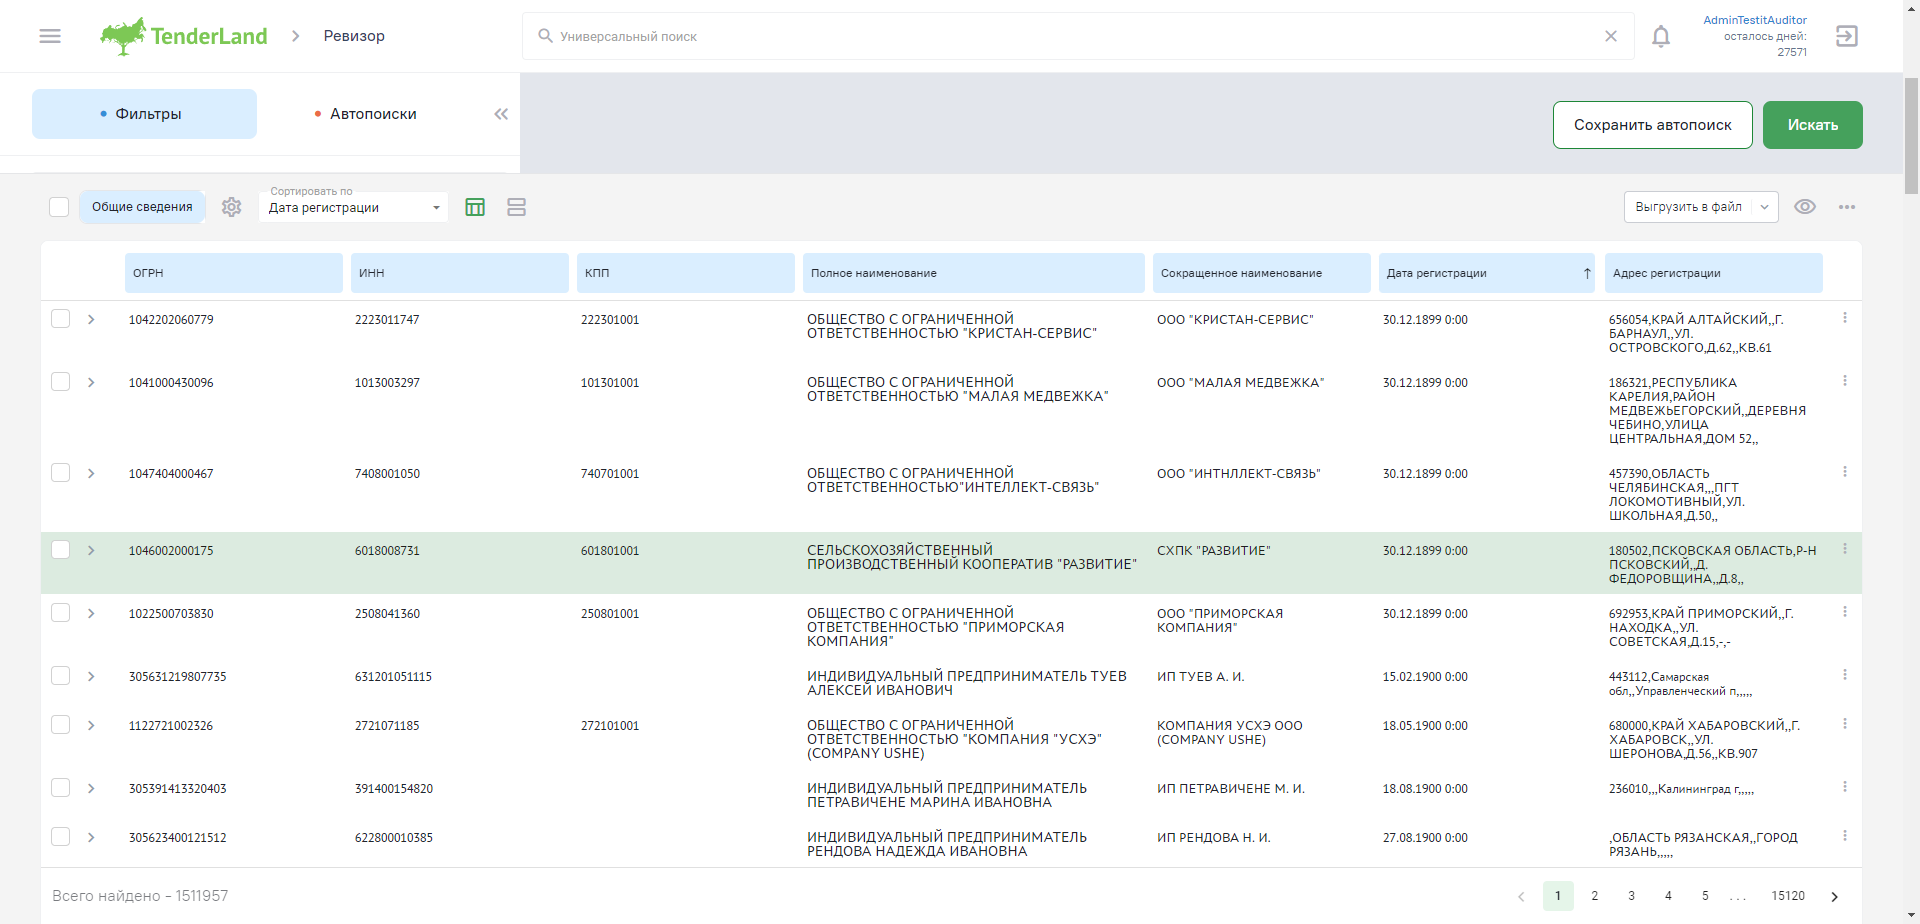 TenderLand
Ревизор
Универсальный поиск
AdminTestitAuditor
осталось дней:
27571
Фильтры
Автопоиски
Сохранить автопоиск
Искать
Общие сведения
Сортировать по
Дата регистрации
Выгрузить в файл
ОГРН ИНН КПП Полное наименование Сокращенное наименование Дата регистрации Адрес регистрации
1042202060779 2223011747 222301001 ОБЩЕСТВО С ОГРАНИЧЕННОЙ ООО "КРИСТАН-СЕРВИС" 30.12.1899 0:00 656054,КРАЙ АЛТАЙСКИЙ,,Г.
ОТВЕТСТВЕННОСТЬЮ "КРИСТАН-СЕРВИС" БАРНАУЛ,,УЛ.
ОСТРОВСКОГО,Д.62,,КВ.61
1041000430096 1013003297 101301001 ОБЩЕСТВО С ОГРАНИЧЕННОЙ ООО "МАЛАЯ МЕДВЕЖКА" 30.12.1899 0:00 186321,РЕСПУБЛИКА
ОТВЕТСТВЕННОСТЬЮ "МАЛАЯ МЕДВЕЖКА" КАРЕЛИЯ,РАЙОН
МЕДВЕЖЬЕГОРСКИЙ,,ДЕРЕВНЯ
ЧЕБИНО,УЛИЦА
ЦЕНТРАЛЬНАЯ,ДОМ 52,,
1047404000467 7408001050 740701001 ОБЩЕСТВО С ОГРАНИЧЕННОЙ ООО "ИНТНЛЛЕКТ-СВЯЗЬ" 30.12.1899 0:00 457390,ОБЛАСТЬ
ОТВЕТСТВЕННОСТЬЮ"ИНТЕЛЛЕКТ-СВЯЗЬ" ЧЕЛЯБИНСКАЯ,,,ПГТ
ЛОКОМОТИВНЫЙ,УЛ.
ШКОЛЬНАЯ,Д.50,,
1046002000175 6018008731 601801001 СЕЛЬСКОХОЗЯЙСТВЕННЫЙ СХПК "РАЗВИТИЕ" 30.12.1899 0:00 180502,ПСКОВСКАЯ ОБЛАСТЬ,Р-Н
ПРОИЗВОДСТВЕННЫЙ КООПЕРАТИВ "РАЗВИТИЕ" ПСКОВСКИЙ,,Д.
ФЕДОРОВЩИНА,,Д.8,,
1022500703830 2508041360 250801001 ОБЩЕСТВО С ОГРАНИЧЕННОЙ ООО "ПРИМОРСКАЯ 30.12.1899 0:00 692953,КРАЙ ПРИМОРСКИЙ,,Г.
ОТВЕТСТВЕННОСТЬЮ "ПРИМОРСКАЯ КОМПАНИЯ" НАХОДКА,,УЛ.
КОМПАНИЯ" СОВЕТСКАЯ,Д.15,-,-
305631219807735 631201051115 ИНДИВИДУАЛЬНЫЙ ПРЕДПРИНИМАТЕЛЬ ТУЕВ ИП ТУЕВ А. И. 15.02.1900 0:00 443112,Самарская
АЛЕКСЕЙ ИВАНОВИЧ обл,,Управленческий п,,,,,
1122721002326 2721071185 272101001 ОБЩЕСТВО С ОГРАНИЧЕННОЙ КОМПАНИЯ УСХЭ ООО 18.05.1900 0:00 680000,КРАЙ ХАБАРОВСКИЙ,,Г.
ОТВЕТСТВЕННОСТЬЮ "КОМПАНИЯ "УСХЭ" (COMPANY USHE) ХАБАРОВСК,,УЛ.
(COMPANY USHE) ШЕРОНОВА,Д.56,,КВ.907
305391413320403 391400154820 ИНДИВИДУАЛЬНЫЙ ПРЕДПРИНИМАТЕЛЬ ИП ПЕТРАВИЧЕНЕ М. И. 18.08.1900 0:00 236010,,,Калининград г,,,,,
ПЕТРАВИЧЕНЕ МАРИНА ИВАНОВНА
305623400121512 622800010385 ИНДИВИДУАЛЬНЫЙ ПРЕДПРИНИМАТЕЛЬ ИП РЕНДОВА Н. И. 27.08.1900 0:00 ,ОБЛАСТЬ РЯЗАНСКАЯ,,ГОРОД
РЕНДОВА НАДЕЖДА ИВАНОВНА РЯЗАНЬ,,,,,
Всего найдено - 1511957
1 2 3 4 5 ... 15120